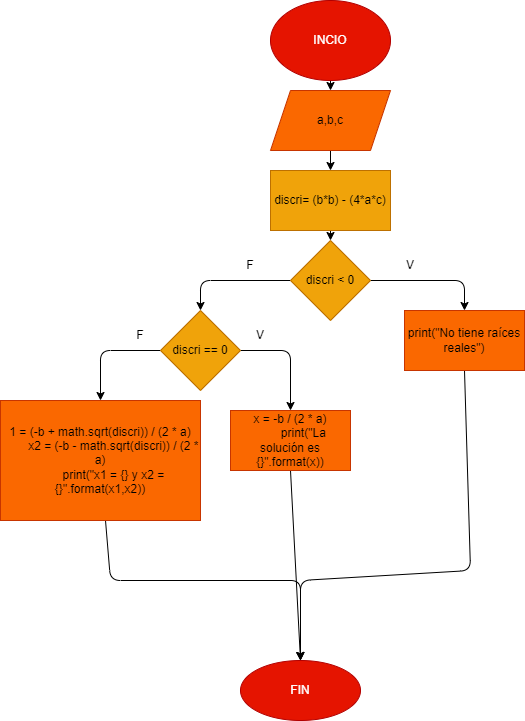 INCIO
a,b,c
discri= (b*b) - (4*a*c)
discri < 0
F
V
discri == 0
print("No tiene raíces
reales")
F
V
1 = (-b + math.sqrt(discri)) / (2 * a)
x2 = (-b - math.sqrt(discri)) / (2 *
a)
print("x1 = {} y x2 =
{}".format(x1,x2))
x = -b / (2 * a)
print("La
solución es
{}".format(x))
FIN